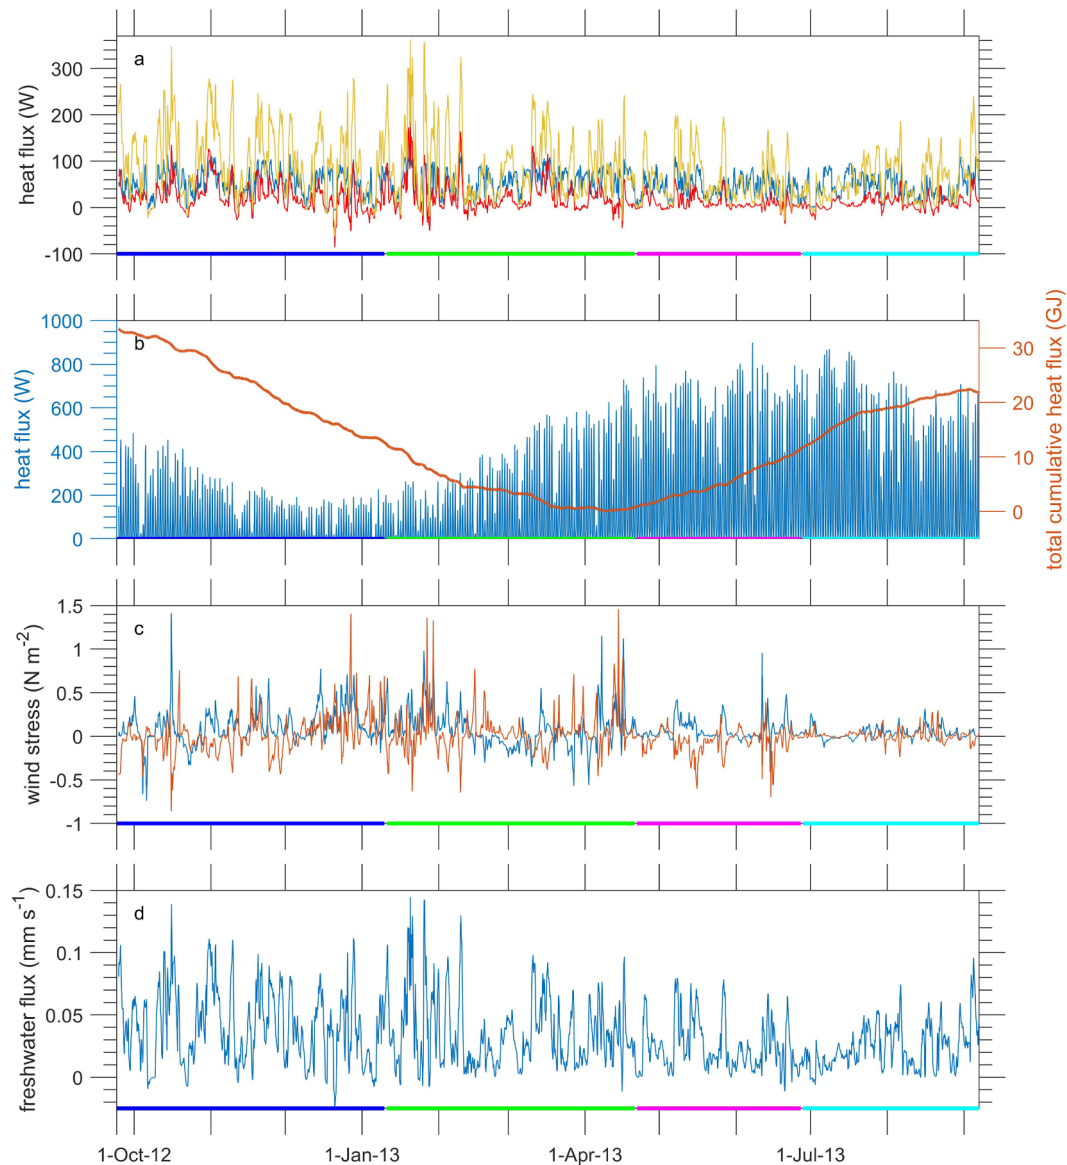 a
300
200
100
0
-100
heat flux (W)
b
1000
800
600
400
200
0
heat flux (W)
30
20
10
0
total cumulative heat flux (GJ)
c
1.5
1
0.5
0
-0.5
-1
wind stress (N m-2)
d
0.15
0.1
0.05
0
freshwater flux (mm s-1)
1-Oct-12 1-Jan-13 1-Apr-13 1-Jul-13